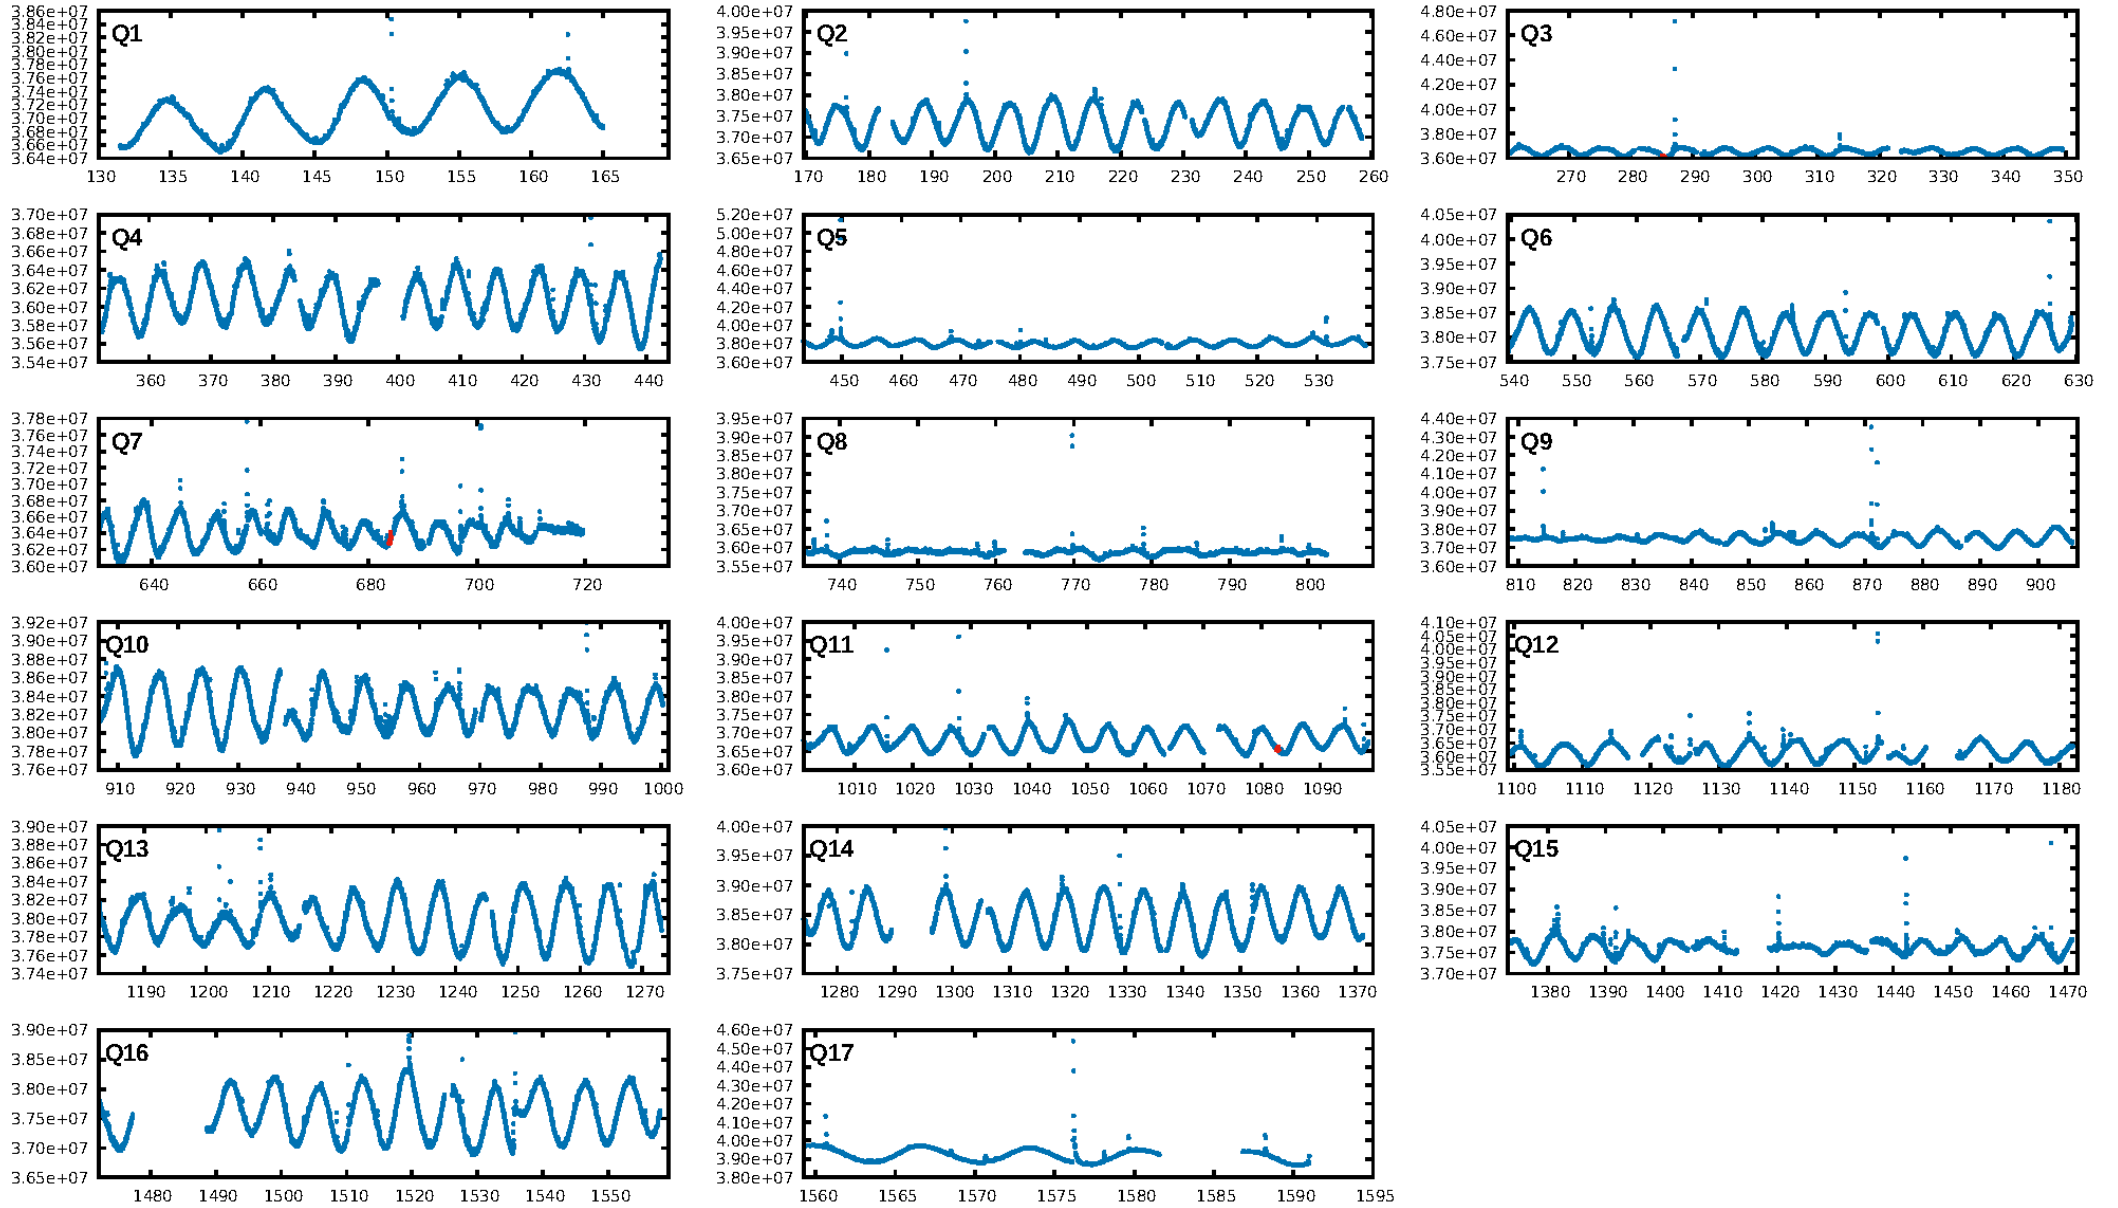 3.86e+07 3.84e+07 3.82e+07 3.80e+07 3.78e+07 3.76e+07 3.74e+07 3.72e+07 3.70e+07 3.68e+07 3.66e+07 3.64e+07
Q1
130 135 140 145 150 155 160 165
4.00e+07 3.95e+07 3.90e+07 3.85e+07 3.80e+07 3.75e+07 3.70e+07 3.65e+07
Q2
170 180 190 200 210 220 230 240 250 260
4.80e+07 4.60e+07 4.40e+07 4.20e+07 4.00e+07 3.80e+07 3.60e+07
Q3
270 280 290 300 310 320 330 340 350
3.70e+07 3.68e+07 3.66e+07 3.64e+07 3.62e+07 3.60e+07 3.58e+07 3.56e+07 3.54e+07
Q4
360 370 380 390 400 410 420 430 440
5.20e+07 5.00e+07 4.80e+07 4.60e+07 4.40e+07 4.20e+07 4.00e+07 3.80e+07 3.60e+07
Q5
450 460 470 480 490 500 510 520 530
4.05e+07 4.00e+07 3.95e+07 3.90e+07 3.85e+07 3.80e+07 3.75e+07
Q6
540 550 560 570 580 590 600 610 620 630
3.78e+07 3.76e+07 3.74e+07 3.72e+07 3.70e+07 3.68e+07 3.66e+07 3.64e+07 3.62e+07 3.60e+07
Q7
640 660 680 700 720
3.95e+07 3.90e+07 3.85e+07 3.80e+07 3.75e+07 3.70e+07 3.65e+07 3.60e+07 3.55e+07
Q8
740 750 760 770 780 790 800
4.40e+07 4.30e+07 4.20e+07 4.10e+07 4.00e+07 3.90e+07 3.80e+07 3.70e+07 3.60e+07
Q9
810 820 830 840 850 860 870 880 890 900
3.92e+07 3.90e+07 3.88e+07 3.86e+07 3.84e+07 3.82e+07 3.80e+07 3.78e+07 3.76e+07
Q10
910 920 930 940 950 960 970 980 990 1000
4.00e+07 3.95e+07 3.90e+07 3.85e+07 3.80e+07 3.75e+07 3.70e+07 3.65e+07 3.60e+07
Q11
1010 1020 1030 1040 1050 1060 1070 1080 1090
4.10e+07 4.05e+07 4.00e+07 3.95e+07 3.90e+07 3.85e+07 3.80e+07 3.75e+07 3.70e+07 3.65e+07 3.60e+07 3.55e+07
Q12
1100 1110 1120 1130 1140 1150 1160 1170 1180
3.90e+07 3.88e+07 3.86e+07 3.84e+07 3.82e+07 3.80e+07 3.78e+07 3.76e+07 3.74e+07
Q13
1190 1200 1210 1220 1230 1240 1250 1260 1270
4.00e+07 3.95e+07 3.90e+07 3.85e+07 3.80e+07 3.75e+07
Q14
1280 1290 1300 1310 1320 1330 1340 1350 1360 1370
4.05e+07 4.00e+07 3.95e+07 3.90e+07 3.85e+07 3.80e+07 3.75e+07 3.70e+07
Q15
1380 1390 1400 1410 1420 1430 1440 1450 1460 1470
3.90e+07 3.85e+07 3.80e+07 3.75e+07 3.70e+07 3.65e+07
Q16
1480 1490 1500 1510 1520 1530 1540 1550
4.60e+07 4.50e+07 4.40e+07 4.30e+07 4.20e+07 4.10e+07 4.00e+07 3.90e+07 3.80e+07
Q17
1560 1565 1570 1575 1580 1585 1590 1595